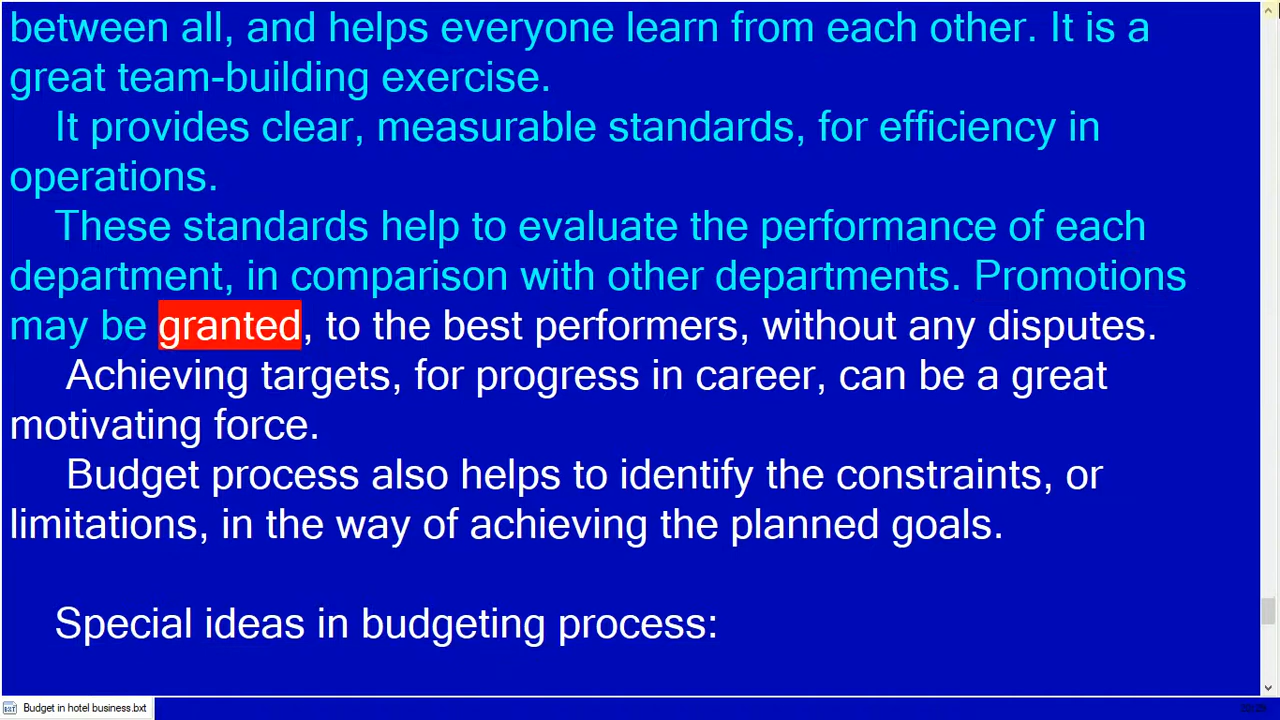 between all, and helps everyone learn from each other. It is a
great team-building exercise.
It provides clear, measurable standards, for efficiency in
operations.
These standards help to evaluate the performance of each
department, in comparison with other departments. Promotions
may be granted, to the best performers, without any disputes.
Achieving targets, for progress in career, can be a great
motivating force.
Budget process also helps to identify the constraints, or
limitations, in the way of achieving the planned goals.
Special ideas in budgeting process:
Budget in hotel business.bxt